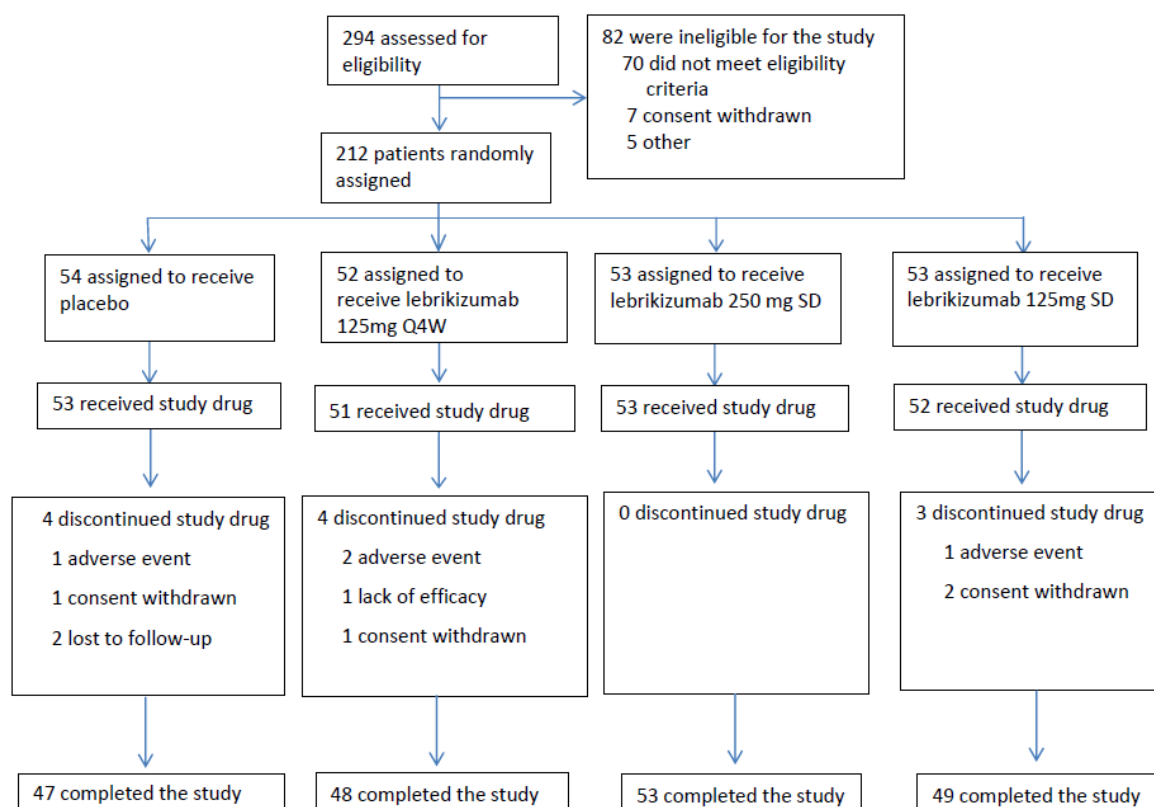 294 assessed for
eligibility
82 were ineligible for the study
70 did not meet eligibility
criteria
7 consent withdrawn
5 other
212 patients randomly
assigned
54 assigned to receive
placebo
52 assigned to
receive lebrikizumab
125mg Q4W
53 assigned to receive
lebrikizumab 250 mg SD
53 assigned to receive
lebrikizumab 125mg SD
53 received study drug
51 received study drug
53 received study drug
52 received study drug
4 discontinued study drug
1 adverse event
1 consent withdrawn
2 lost to follow-up
4 discontinued study drug
2 adverse event
1 lack of efficacy
1 consent withdrawn
0 discontinued study drug
3 discontinued study drug
1 adverse event
2 consent withdrawn
47 completed the study
48 completed the study
53 completed the study
49 completed the study